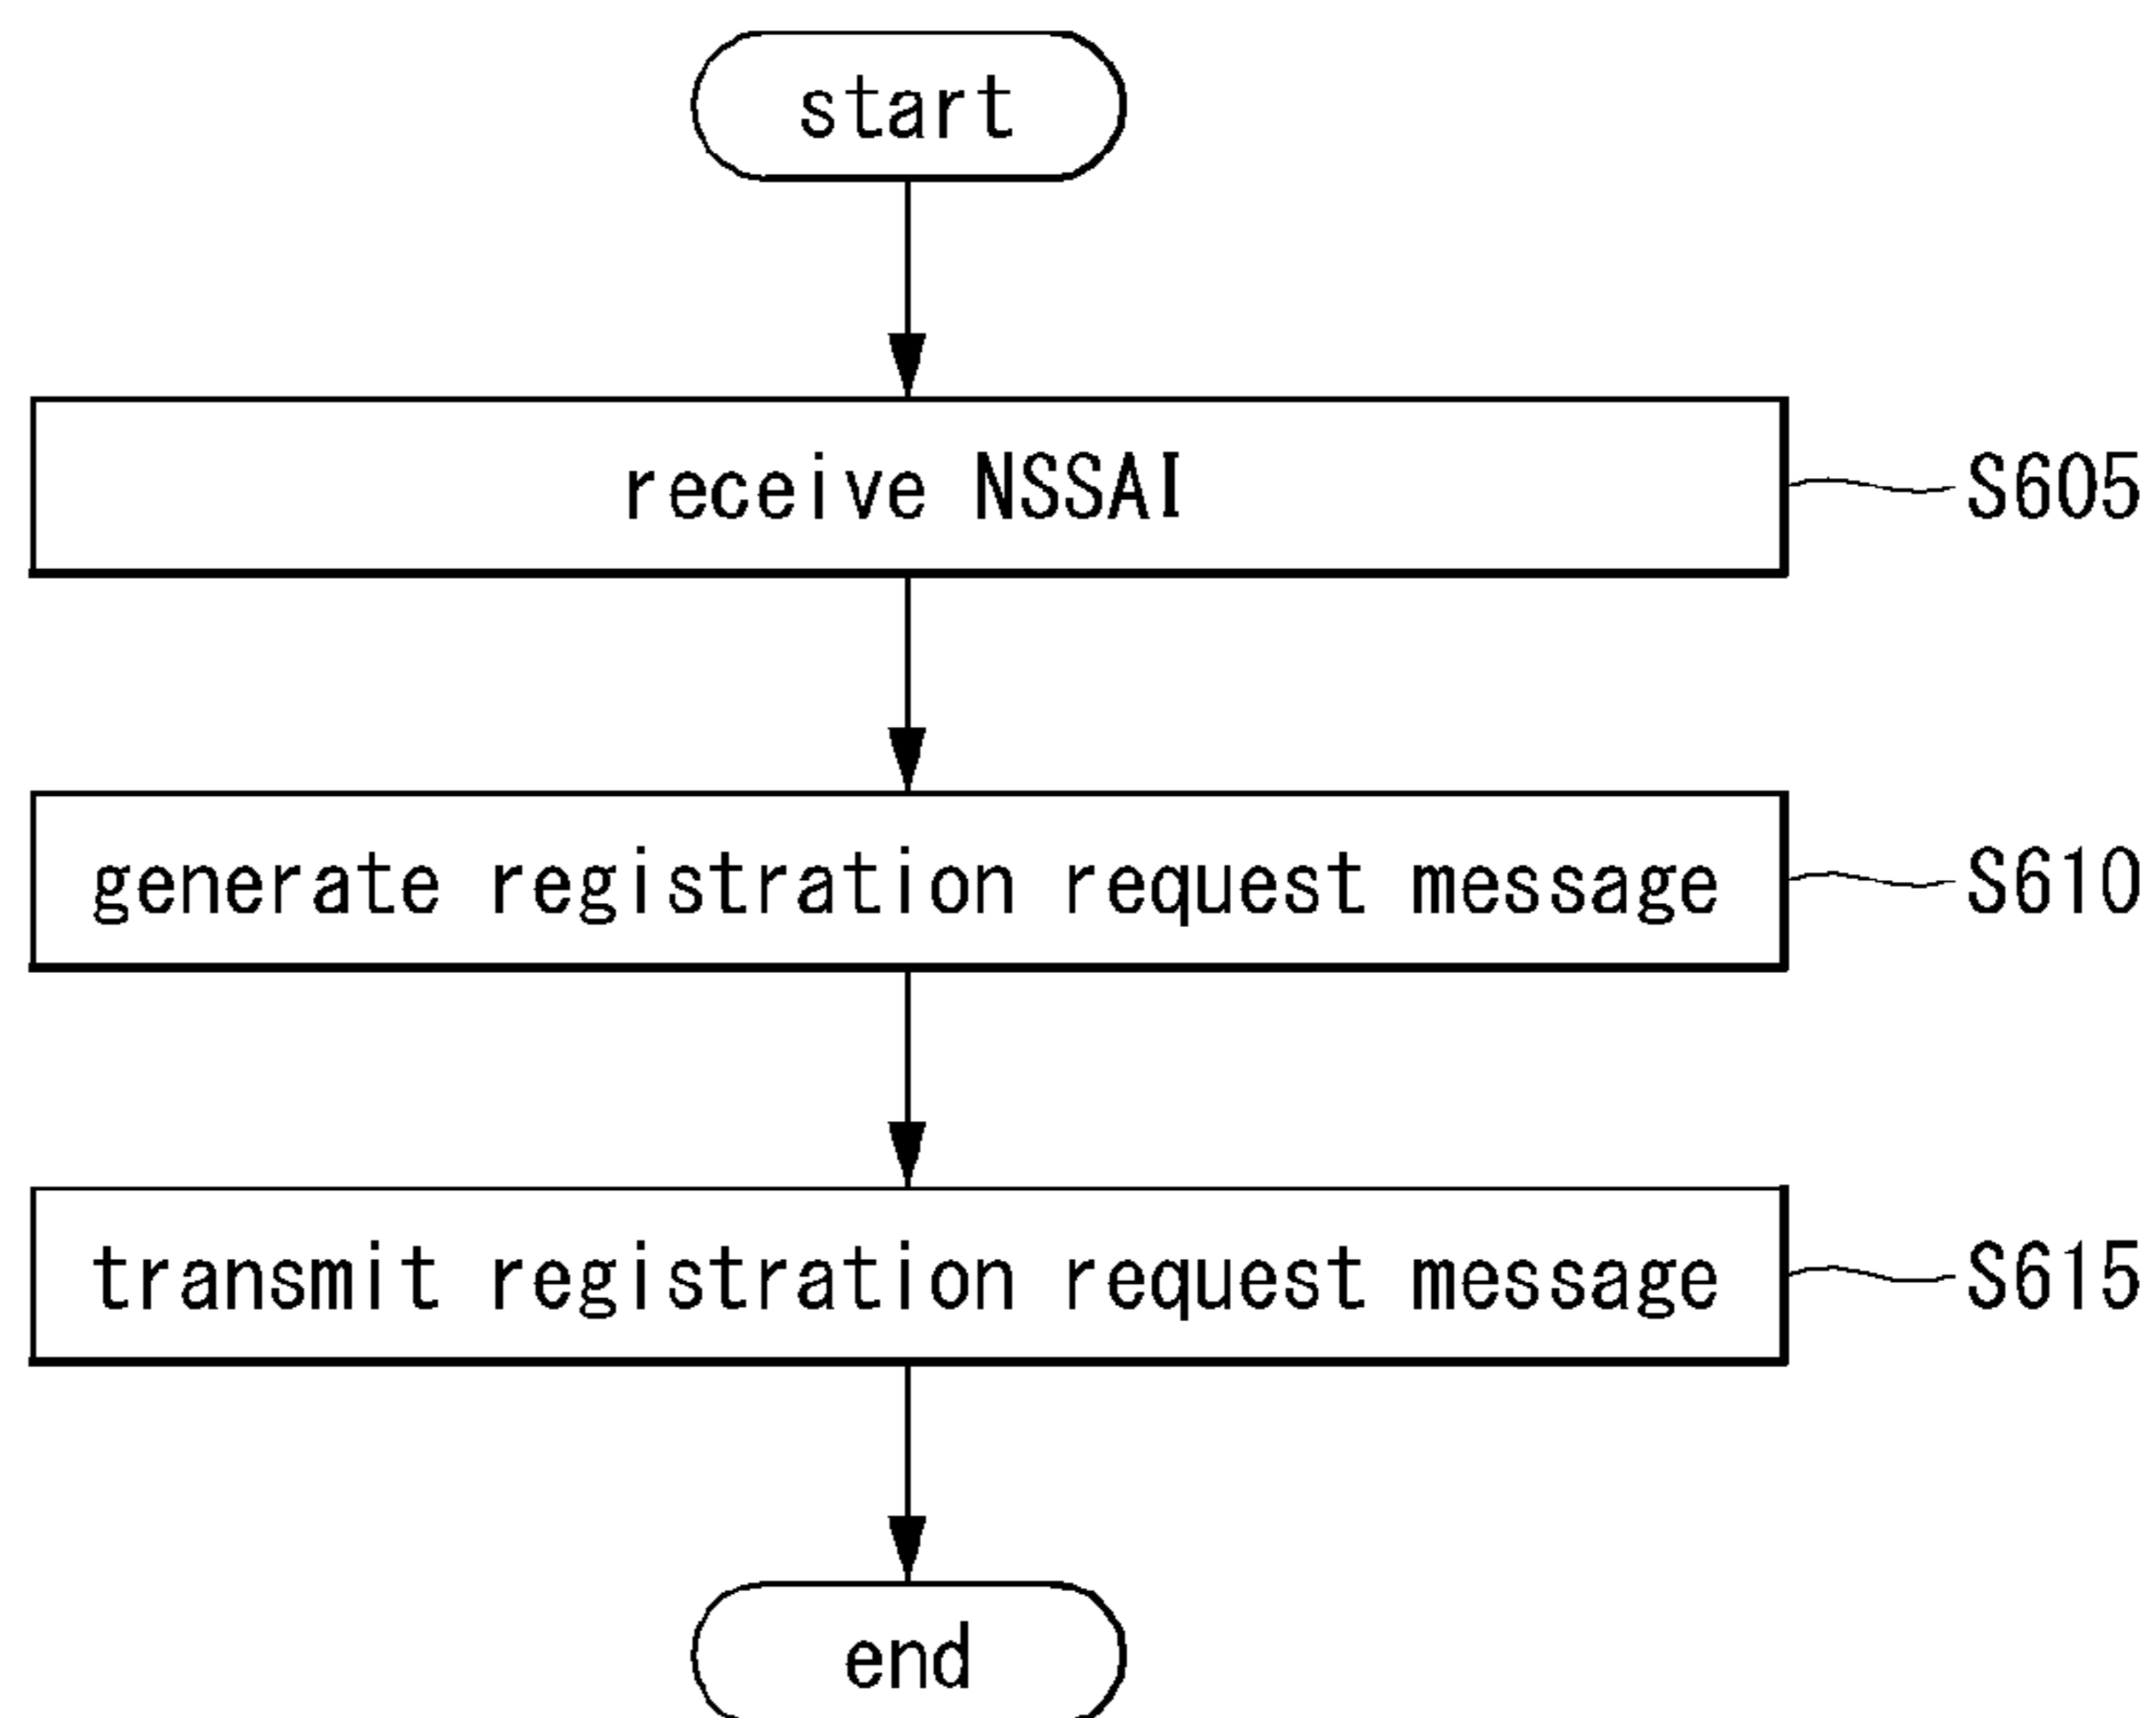 start
receive NSSAI
S605
generate registration request message
S610
transmit registration request message
S615
end